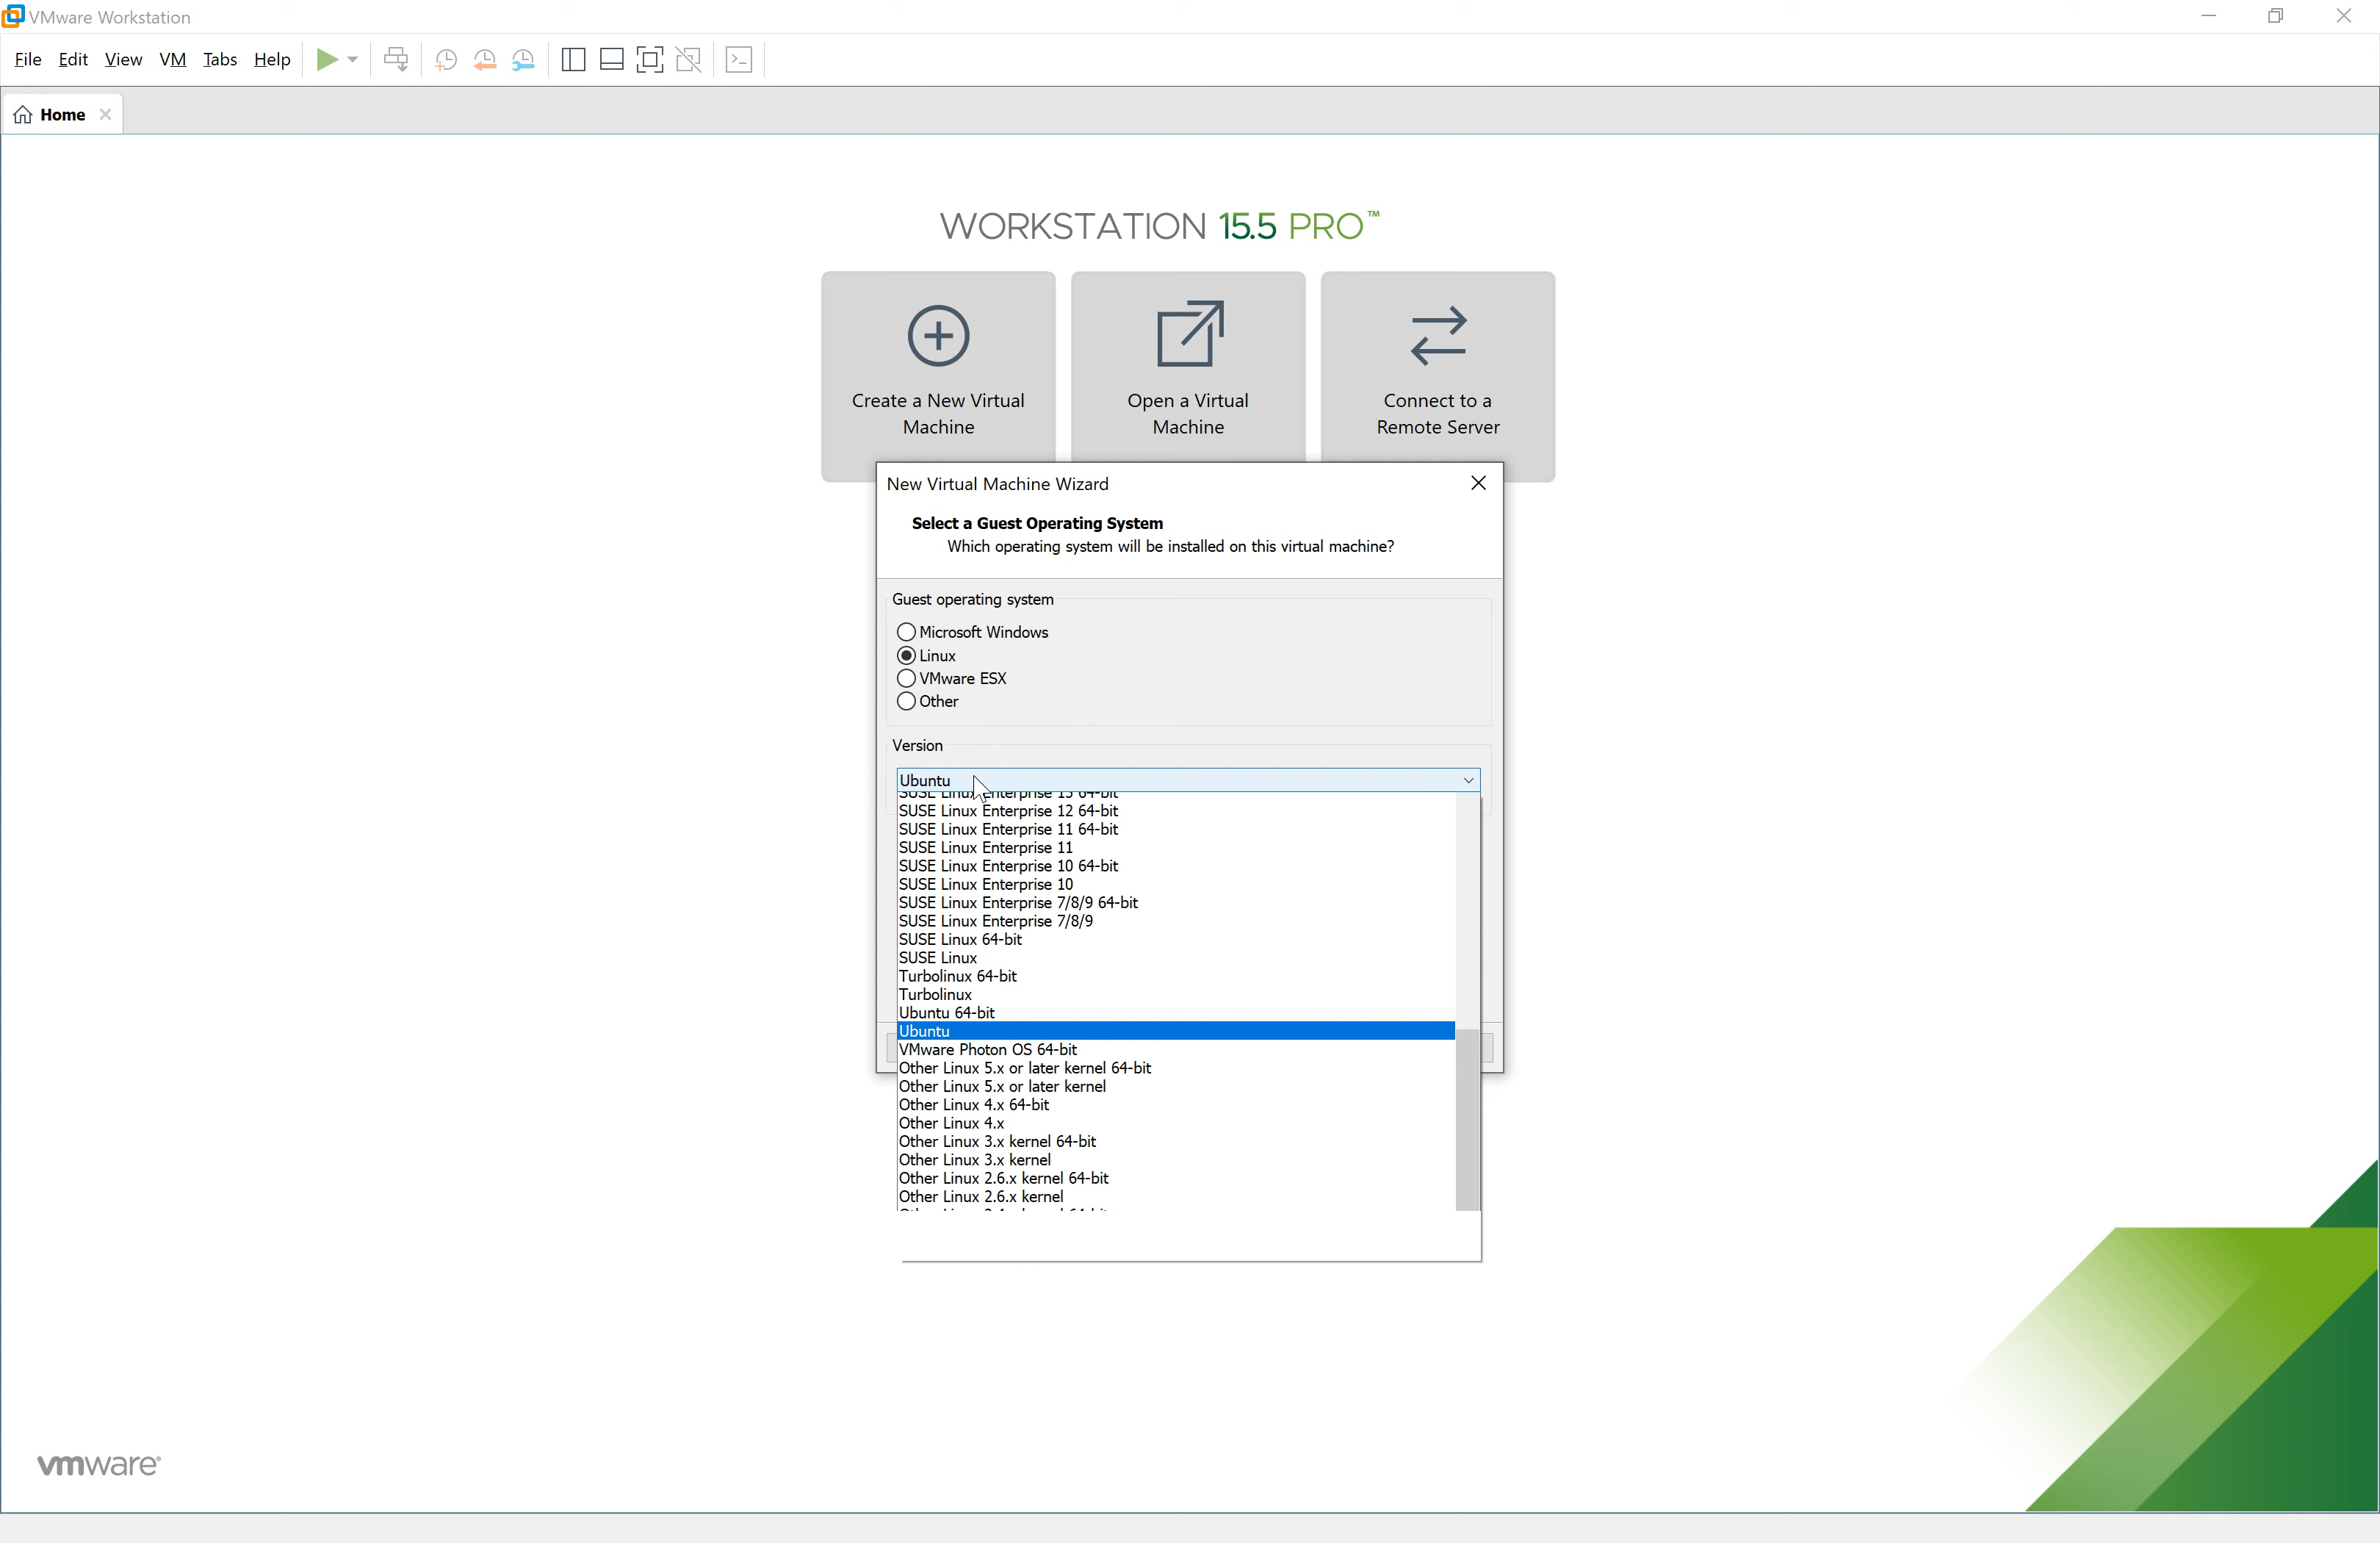 VMware Workstation
File Edit View VM Tabs Help
Home
WORKSTATION 15.5 PRO™
Create a New Virtual
Machine
Open a Virtual
Machine
Connect to a
Remote Server
New Virtual Machine Wizard
Select a Guest Operating System
Which operating system will be installed on this virtual machine?
Guest operating system
Microsoft Windows
Linux
VMware ESX
Other
Version
Ubuntu
SUSE Linux Enterprise 15 64-bit
SUSE Linux Enterprise 12 64-bit
SUSE Linux Enterprise 11 64-bit
SUSE Linux Enterprise 11
SUSE Linux Enterprise 10 64-bit
SUSE Linux Enterprise 10
SUSE Linux Enterprise 7/8/9 64-bit
SUSE Linux Enterprise 7/8/9
SUSE Linux 64-bit
SUSE Linux
Turbolinux 64-bit
Turbolinux
Ubuntu 64-bit
Ubuntu
VMware Photon OS 64-bit
Other Linux 5.x or later kernel 64-bit
Other Linux 5.x or later kernel
Other Linux 4.x 64-bit
Other Linux 4.x
Other Linux 3.x kernel 64-bit
Other Linux 3.x kernel
Other Linux 2.6.x kernel 64-bit
Other Linux 2.6.x kernel
vmware®